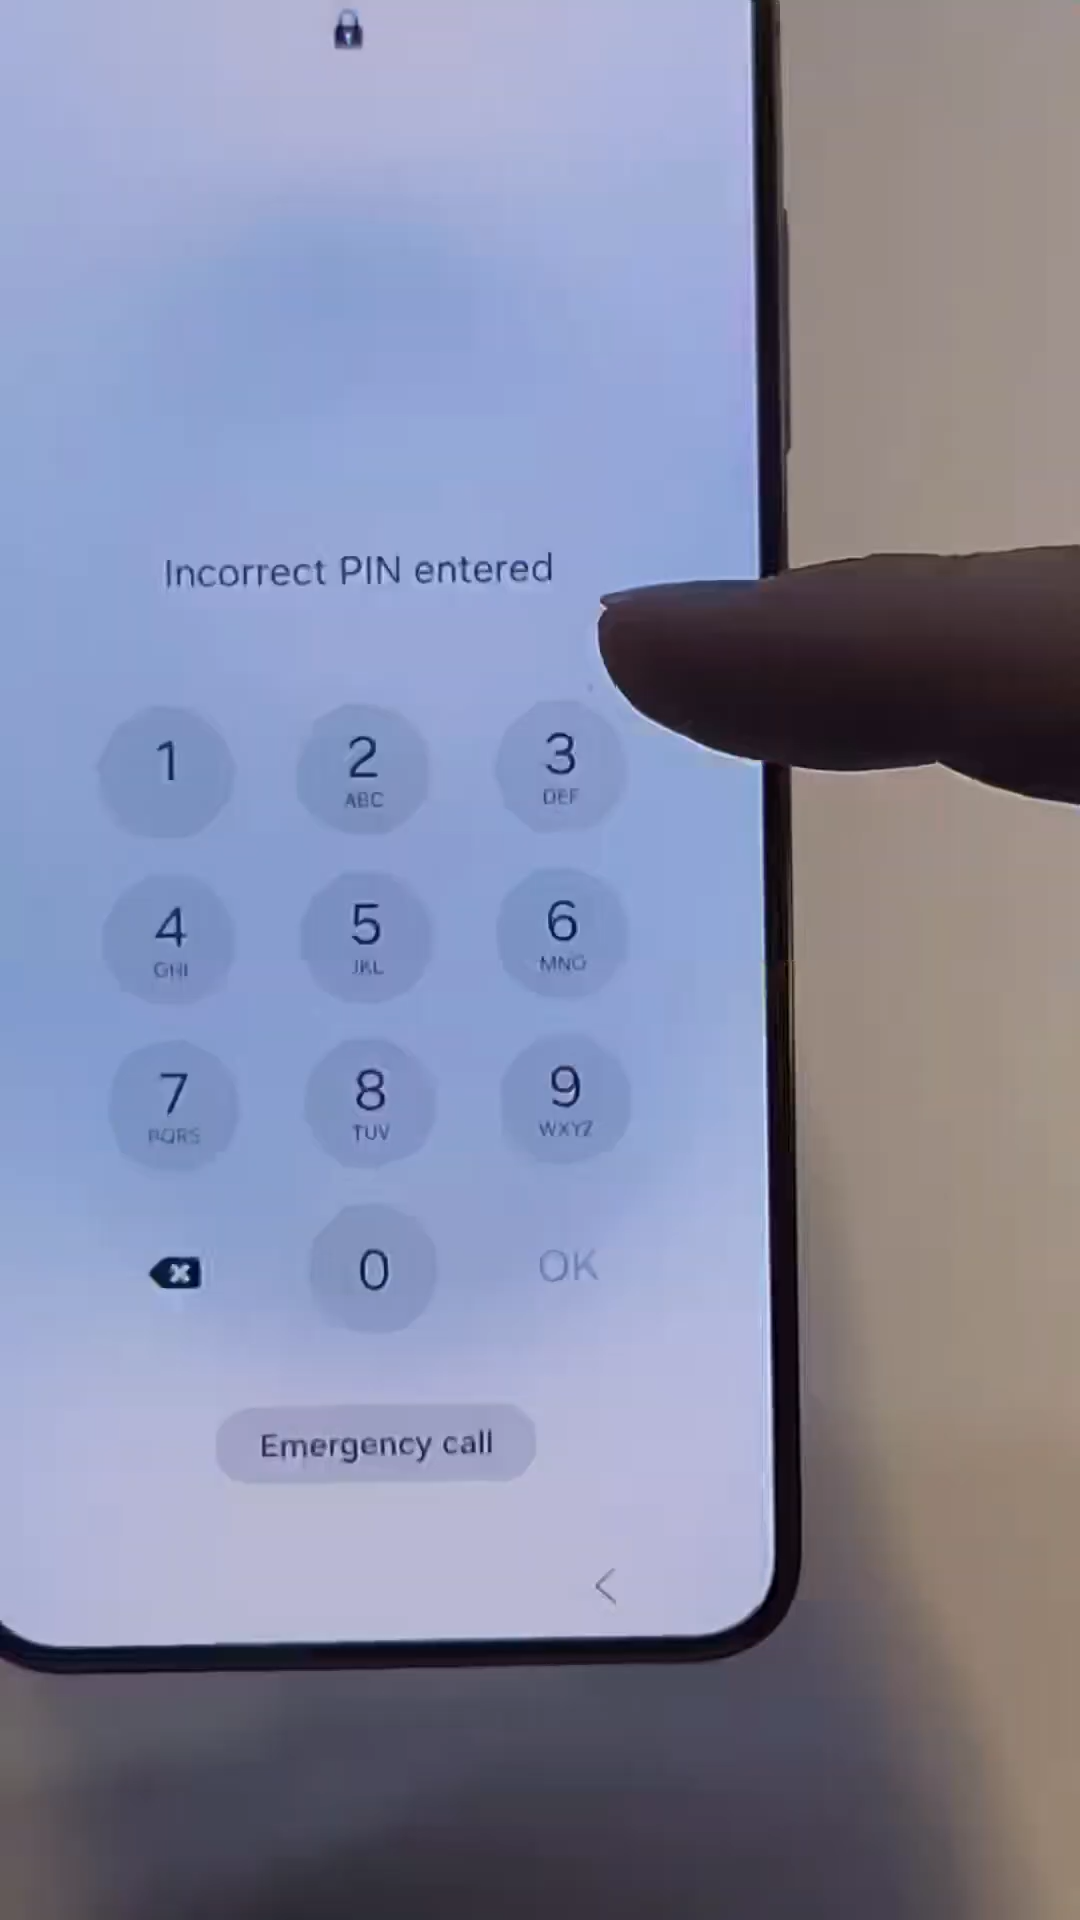 Incorrect PIN entered
1 2 3
ABC DEF
4 5 6
GHI JKL MNO
7 8 9
PQRS TUV WXYZ
0 OK
Emergency call